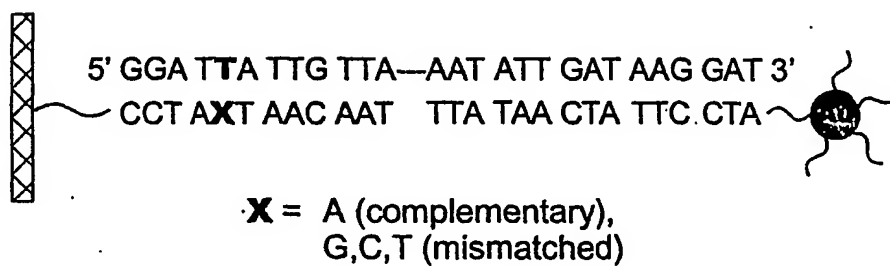 5' GGA TTA TTG TTA—AAT ATT GAT AAG GAT 3'
CCT AXT AAC AAT TTA TAA CTA TTC CTA
X = A (complementary),
G,C,T (mismatched)